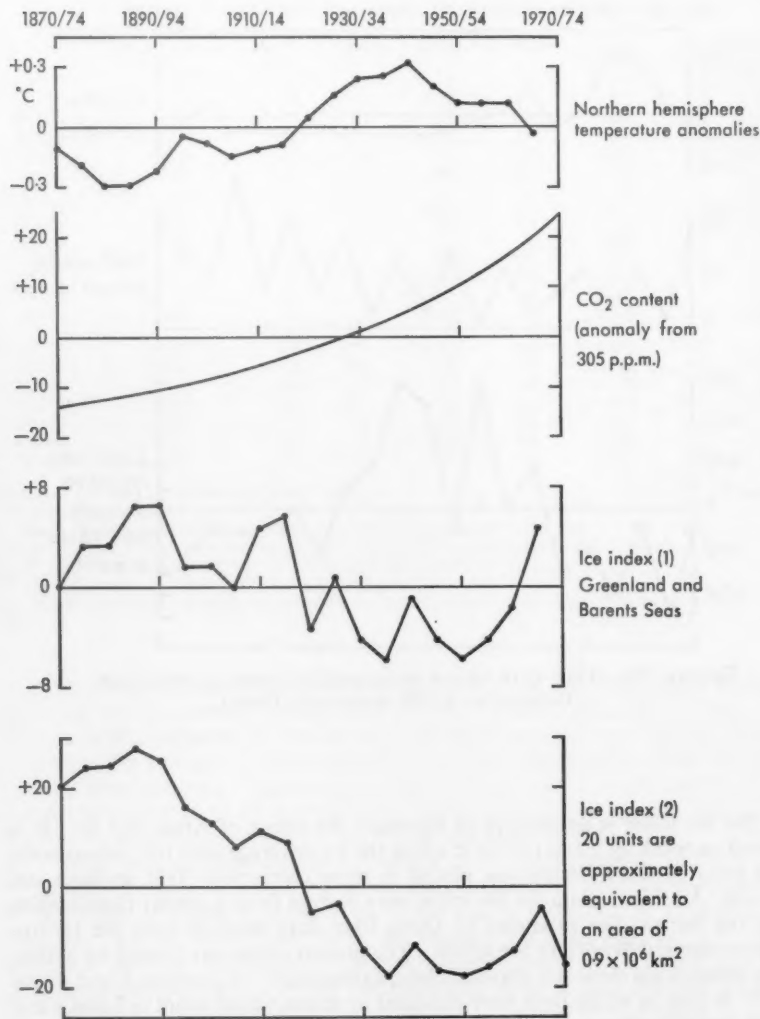 1870/74 1890/94 1910/14 1930/34 1950/54 1970/74
+0·3
°C
0
−0·3
Northern hemisphere
temperature anomalies
+20
+10
0
−10
−20
CO₂ content
(anomaly from
305 p.p.m.)
+8
0
−8
Ice index (1)
Greenland and
Barents Seas
+20
0
−20
Ice index (2)
20 units are
approximately
equivalent to
an area of
0·9×10⁶ km²